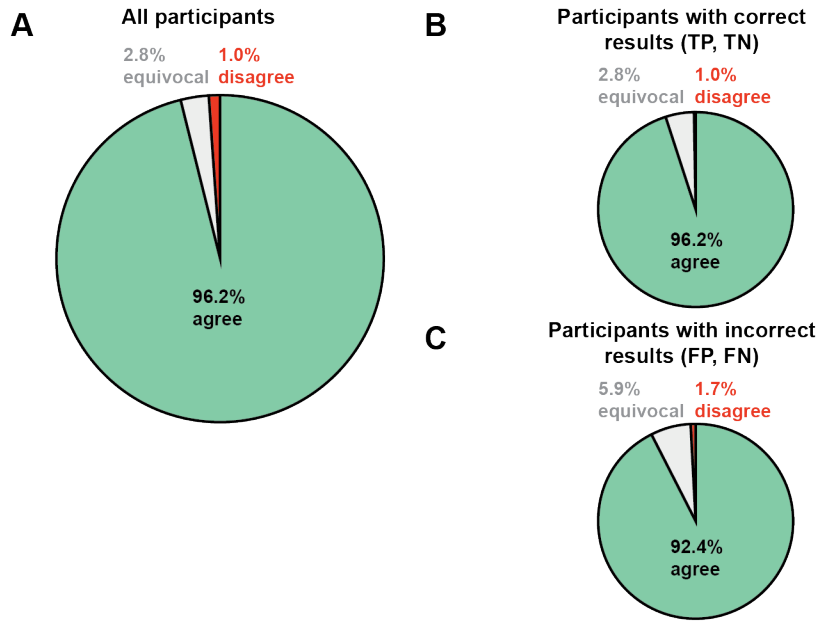 A
All participants
2.8%
equivocal
1.0%
disagree
96.2%
agree
B
Participants with correct
results (TP, TN)
2.8%
equivocal
1.0%
disagree
96.2%
agree
C
Participants with incorrect
results (FP, FN)
5.9%
equivocal
1.7%
disagree
92.4%
agree